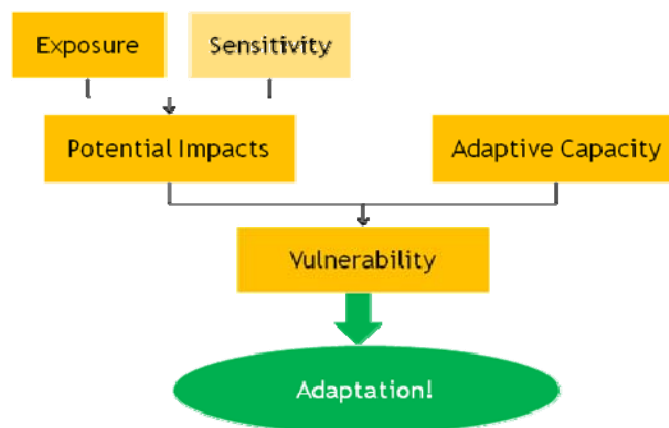 Exposure
Sensitivity
Potential Impacts
Adaptive Capacity
Vulnerability
Adaptation!